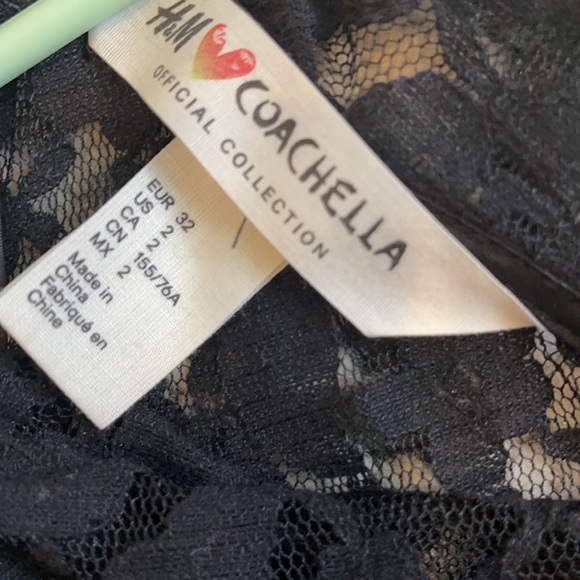 H&M
COACHELLA
OFFICIAL COLLECTION
EUR 32
US 2
CA 2
CN 155/76A
MX 2
Made in
China
Fabriqué en
Chine